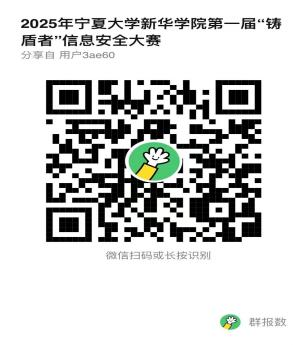 2025年宁夏大学新华学院第一届“铸
盾者”信息安全大赛
分享自 用户3ae60
微信扫码或长按识别
群报数